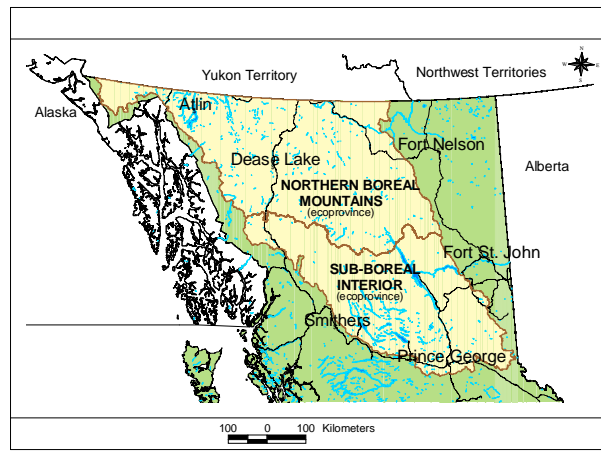 Yukon Territory
Northwest Territories
N
W
E
S
Alaska
Atlin
Fort Nelson
Dease Lake
Alberta
NORTHERN BOREAL
MOUNTAINS
(ecoprovince)
Fort St. John
SUB-BOREAL
INTERIOR
(ecoprovince)
Smithers
Prince George
100 0 100 Kilometers